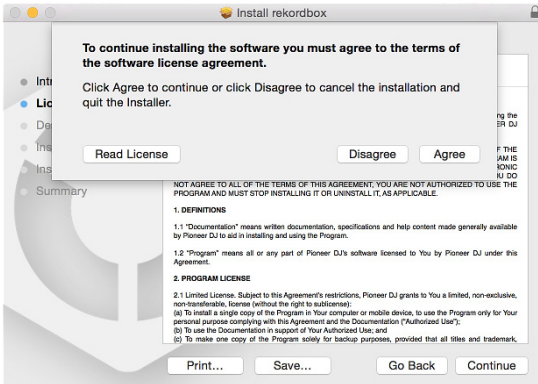 Install rekordbox
To continue installing the software you must agree to the terms of
the software license agreement.
Click Agree to continue or click Disagree to cancel the installation and
quit the Installer.
Read License
Disagree
Agree
Summary
NOT AGREE TO ALL OF THE TERMS OF THIS AGREEMENT, YOU ARE NOT AUTHORIZED TO USE THE
PROGRAM AND MUST STOP INSTALLING IT OR UNINSTALL IT, AS APPLICABLE.
1. DEFINITIONS
1.1 "Documentation" means written documentation, specifications and help content made generally available
by Pioneer DJ to aid in installing and using the Program.
1.2 "Program" means all or any part of Pioneer DJ's software licensed to You by Pioneer DJ under this
Agreement.
2. PROGRAM LICENSE
2.1 Limited License. Subject to this Agreement's restrictions, Pioneer DJ grants to You a limited, non-exclusive,
non-transferable, license (without the right to sublicense):
(a) To install a single copy of the Program in Your computer or mobile device, to use the Program only for Your
personal purpose complying with this Agreement and the Documentation ("Authorized Use");
(b) To use the Documentation in support of Your Authorized Use; and
(c) To make one copy of the Program solely for backup purposes, provided that all titles and trademark,
Print...
Save...
Go Back
Continue